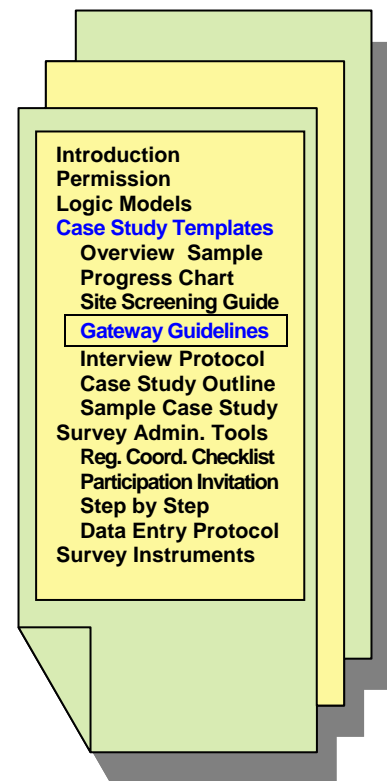 Introduction
Permission
Logic Models
Case Study Templates
Overview Sample
Progress Chart
Site Screening Guide
Gateway Guidelines
Interview Protocol
Case Study Outline
Sample Case Study
Survey Admin. Tools
Reg. Coord. Checklist
Participation Invitation
Step by Step
Data Entry Protocol
Survey Instruments